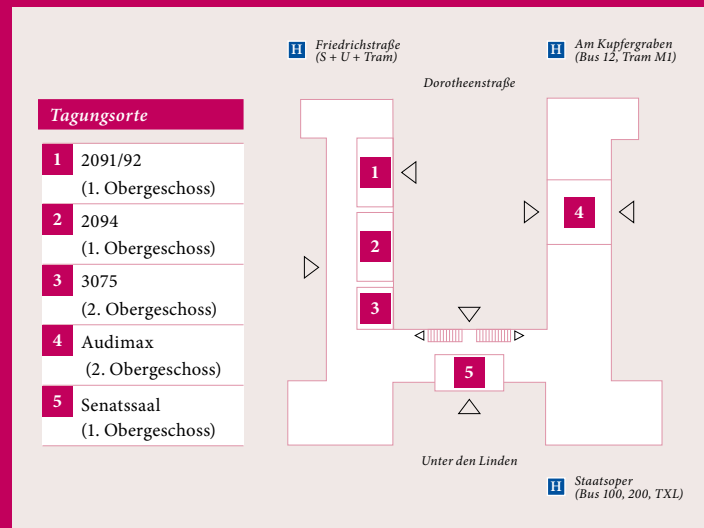 Tagungsorte
1 2091/92
(1. Obergeschoss)
2 2094
(1. Obergeschoss)
3 3075
(2. Obergeschoss)
4 Audimax
(2. Obergeschoss)
5 Senatssaal
(1. Obergeschoss)
H Friedrichstraße
(S + U + Tram)
H Am Kupfergraben
(Bus 12, Tram M1)
Dorotheenstraße
1
4
2
3
5
Unter den Linden
H Staatsoper
(Bus 100, 200, TXL)